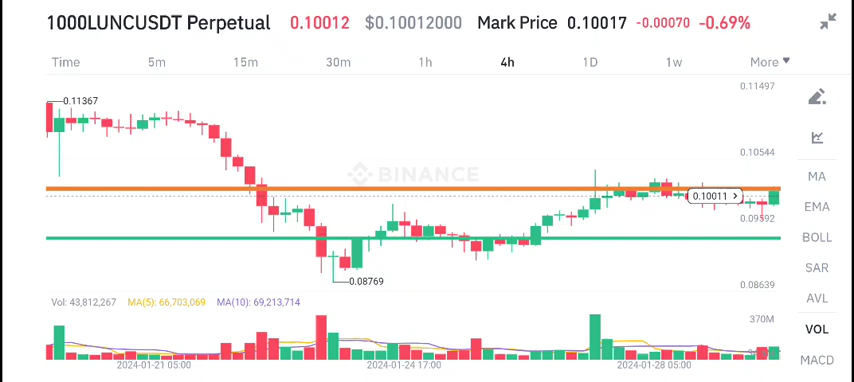 1000LUNCUSDT Perpetual 0.10012 $0.10012000 Mark Price 0.10017 -0.00070 -0.69%
Time 5m 15m 30m 1h 4h 1D 1w More
0.11497
0.11367
0.10544
BINANCE
MA
0.10011
EMA
0.09592
BOLL
SAR
0.08769
0.08639
AVL
Vol: 43,812,267 MA(5): 66,703,069 MA(10): 69,213,714
370M
VOL
2024-01-21 05:00 2024-01-24 17:00 2024-01-28 05:00
MACD